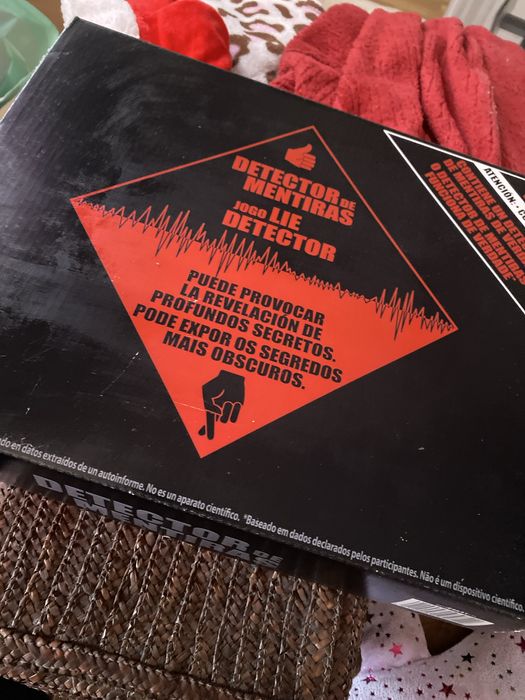 DETECTOR DE
MENTIRAS
JOGO LIE
DETECTOR
PUEDE PROVOCAR
LA REVELACIÓN DE
PROFUNDOS SECRETOS.
PODE EXPOR OS SEGREDOS
MAIS OBSCUROS.
ATENCIÓN:
en datos extraídos de un autoinforme. No es un aparato científico. *Baseado em dados declarados pelos participantes. Não é um dispositivo científico.
DETECTOR DE
MENTIRAS